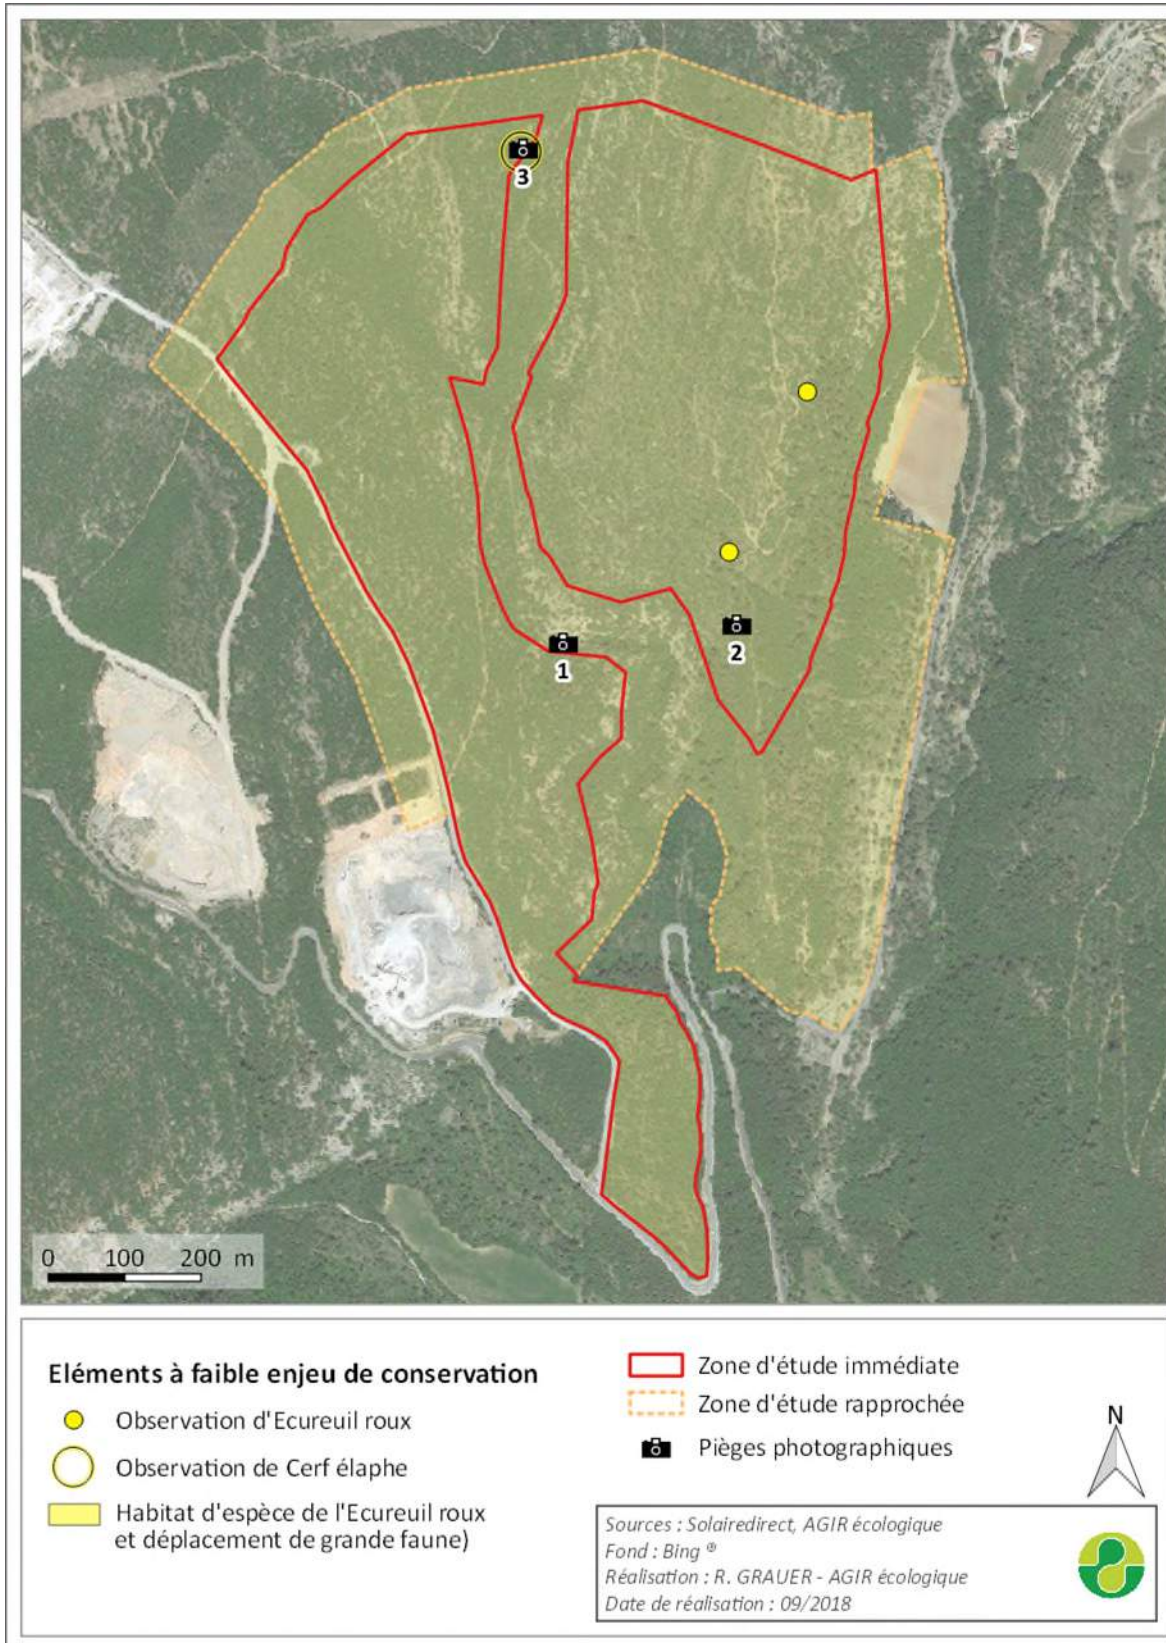 3
1
2
0 100 200 m
Eléments à faible enjeu de conservation
Observation d'Ecureuil roux
Observation de Cerf élaphe
Habitat d'espèce de l'Ecureuil roux
et déplacement de grande faune)
Zone d'étude immédiate
Zone d'étude rapprochée
Pièges photographiques
N
Sources : Solairedirect, AGIR écologique
Fond : Bing ®
Réalisation : R. GRAUER - AGIR écologique
Date de réalisation : 09/2018